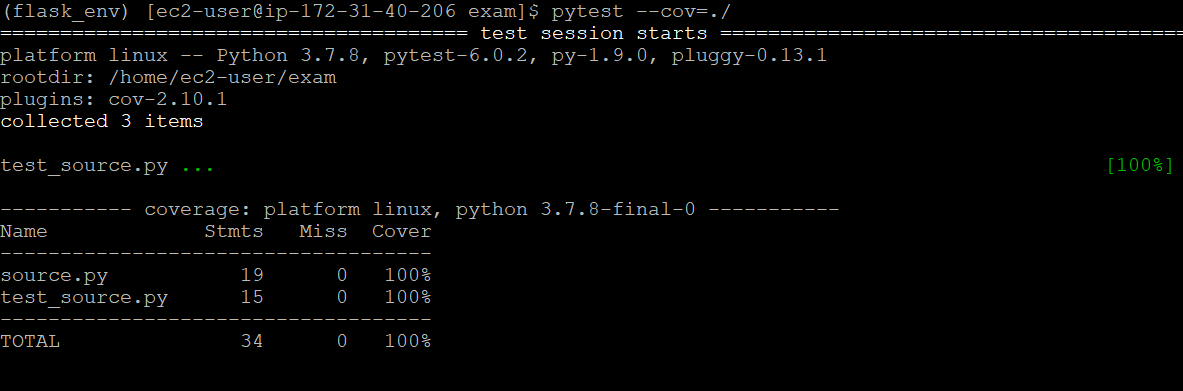 (flask_env) [ec2-user@ip-172-31-40-206 exam]$ pytest --cov=./
======================================= test session starts =======================================
platform linux -- Python 3.7.8, pytest-6.0.2, py-1.9.0, pluggy-0.13.1
rootdir: /home/ec2-user/exam
plugins: cov-2.10.1
collected 3 items
test_source.py ... [100%]
----------- coverage: platform linux, python 3.7.8-final-0 -----------
Name             Stmts   Miss  Cover
------------------------------------
source.py           19      0   100%
test_source.py      15      0   100%
------------------------------------
TOTAL               34      0   100%